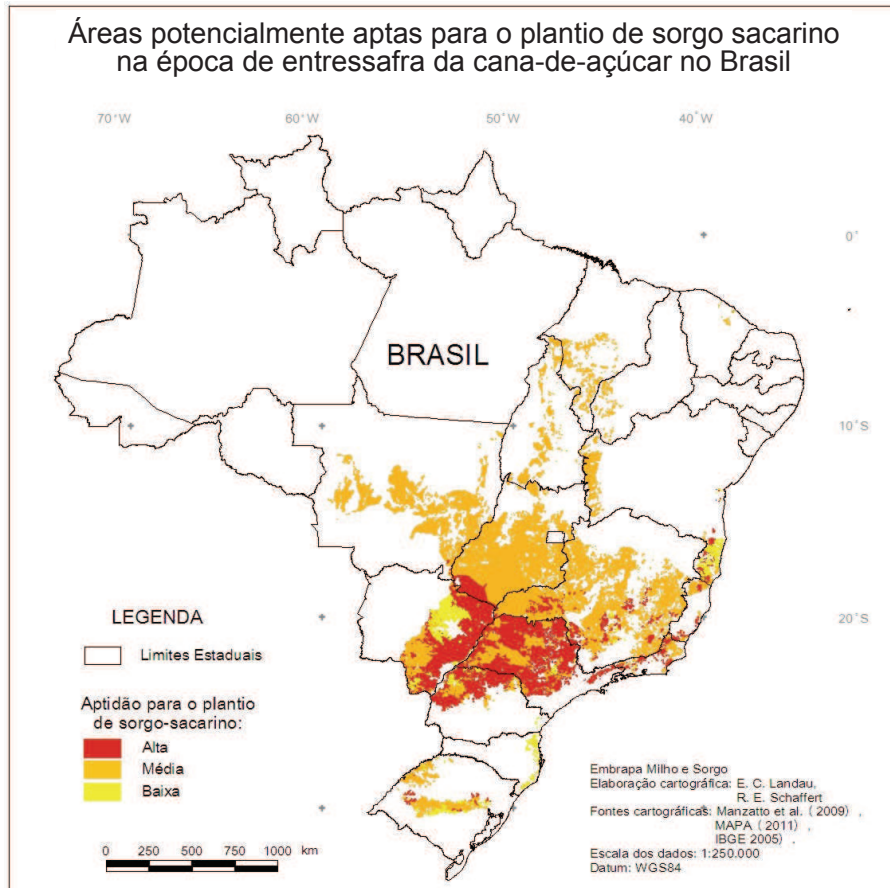 Áreas potencialmente aptas para o plantio de sorgo sacarino
na época de entressafra da cana-de-açúcar no Brasil
70°W 60°W 50°W 40°W
0°
BRASIL
10°S
20°S
LEGENDA
Limites Estaduais
Aptidão para o plantio
de sorgo-sacarino:
Alta
Média
Baixa
0 250 500 750 1000 km
Embrapa Milho e Sorgo
Elaboração cartográfica: E. C. Landau,
R. E. Schaffert
Fontes cartográficas: Manzatto et al. (2009) ,
MAPA (2011) ,
IBGE 2005) .
Escala dos dados: 1:250.000
Datum: WGS84